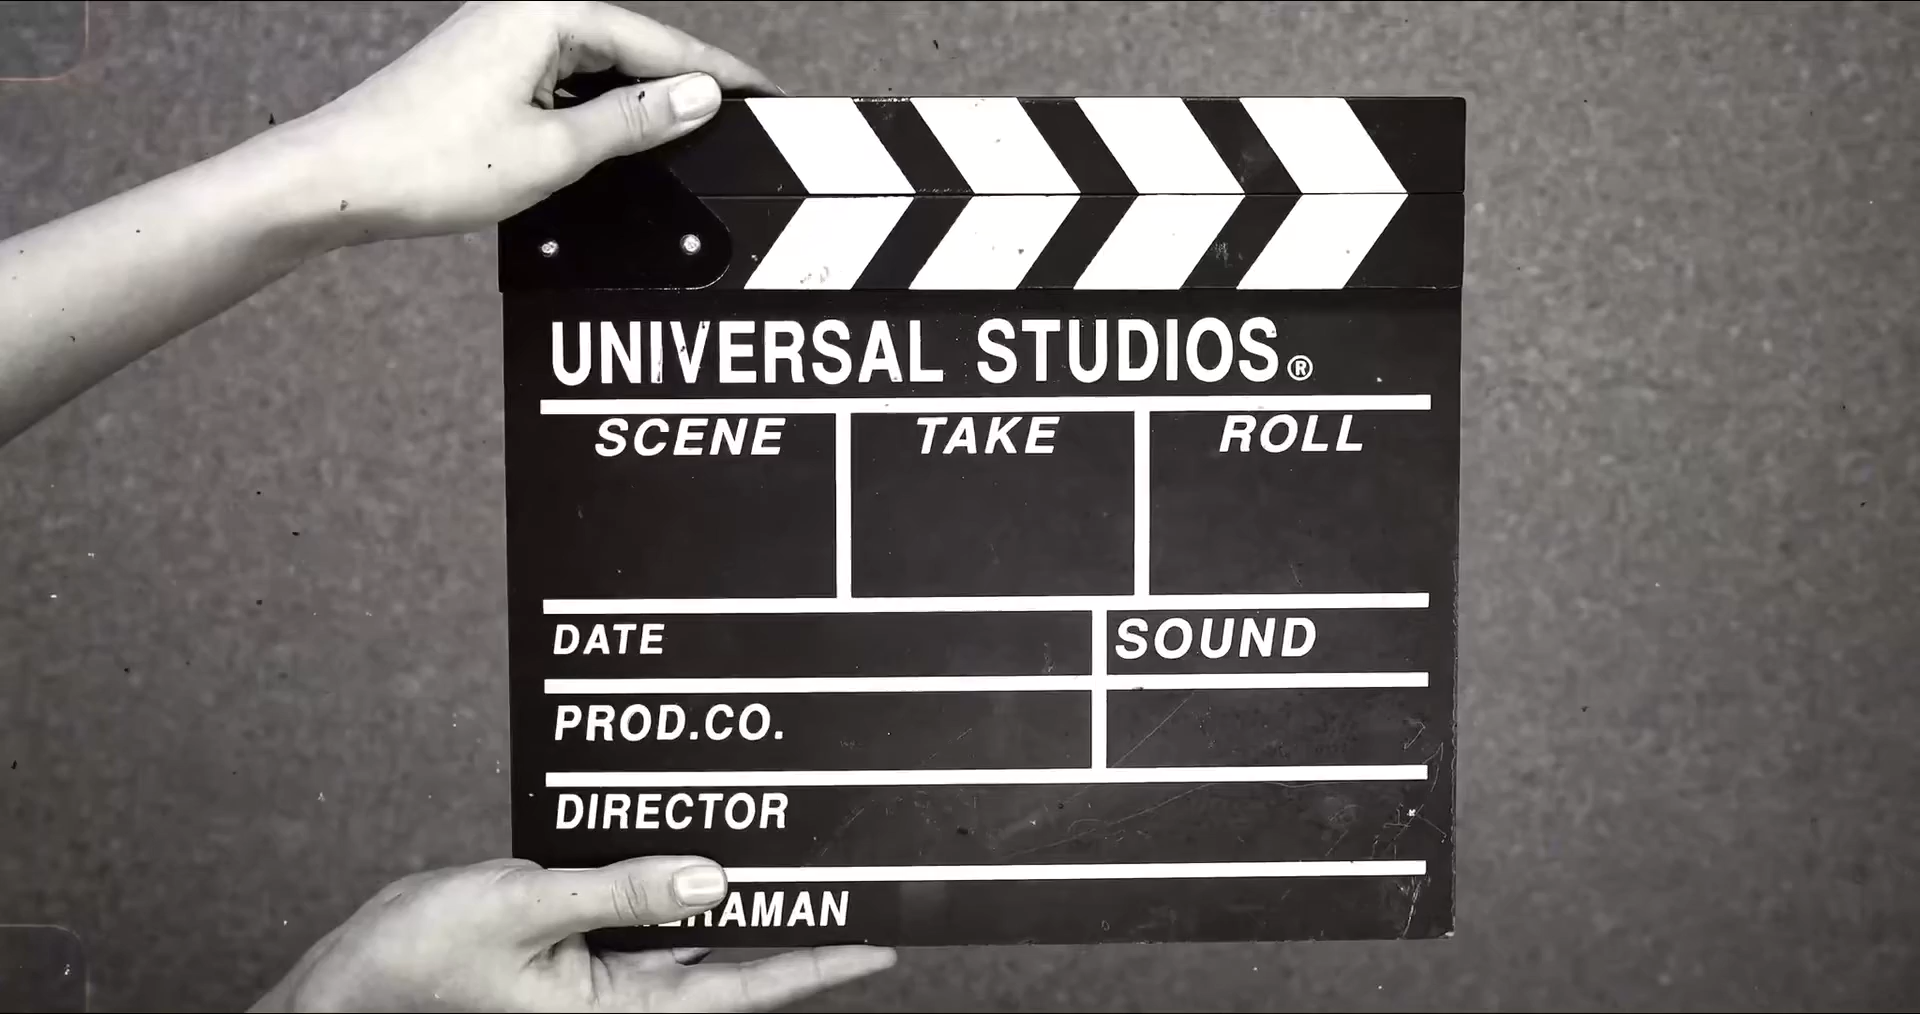 UNIVERSAL STUDIOS®
SCENE TAKE ROLL
DATE SOUND
PROD.CO.
DIRECTOR